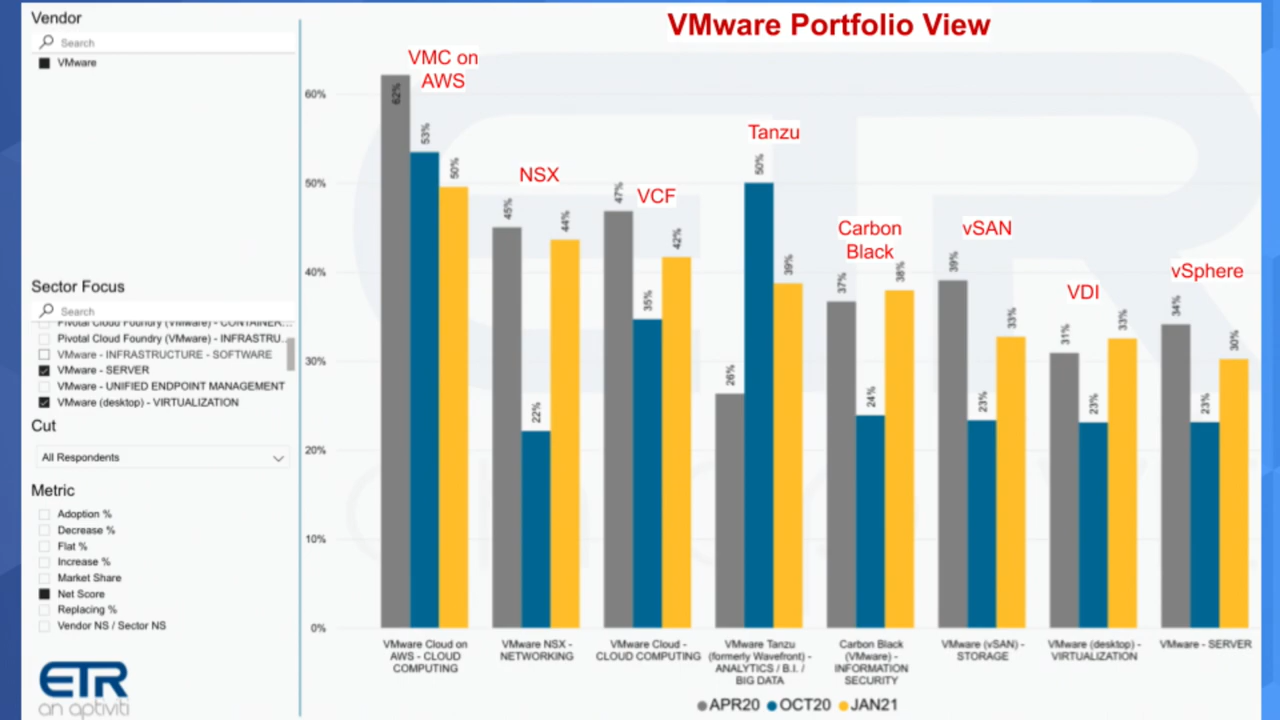 VMware Portfolio View
Vendor
Search
VMware
Sector Focus
Search
Pivotal Cloud Foundry (VMware) - CONTAINER...
Pivotal Cloud Foundry (VMware) - INFRASTRU...
VMware - INFRASTRUCTURE - SOFTWARE
VMware - SERVER
VMware - UNIFIED ENDPOINT MANAGEMENT
VMware (desktop) - VIRTUALIZATION
Cut
All Respondents
Metric
Adoption %
Decrease %
Flat %
Increase %
Market Share
Net Score
Replacing %
Vendor NS / Sector NS
ETR
an aptiviti
60%
50%
40%
30%
20%
10%
0%
VMC on
AWS
62%
53%
50%
NSX
45%
22%
44%
VCF
47%
35%
42%
Tanzu
26%
50%
39%
Carbon
Black
37%
24%
38%
vSAN
39%
23%
33%
VDI
31%
23%
33%
vSphere
34%
23%
30%
VMware Cloud on
AWS - CLOUD
COMPUTING
VMware NSX -
NETWORKING
VMware Cloud -
CLOUD COMPUTING
VMware Tanzu
(formerly Wavefront) -
ANALYTICS / B.I. /
BIG DATA
Carbon Black
(VMware) -
INFORMATION
SECURITY
VMware (vSAN) -
STORAGE
VMware (desktop) -
VIRTUALIZATION
VMware - SERVER
APR20 OCT20 JAN21